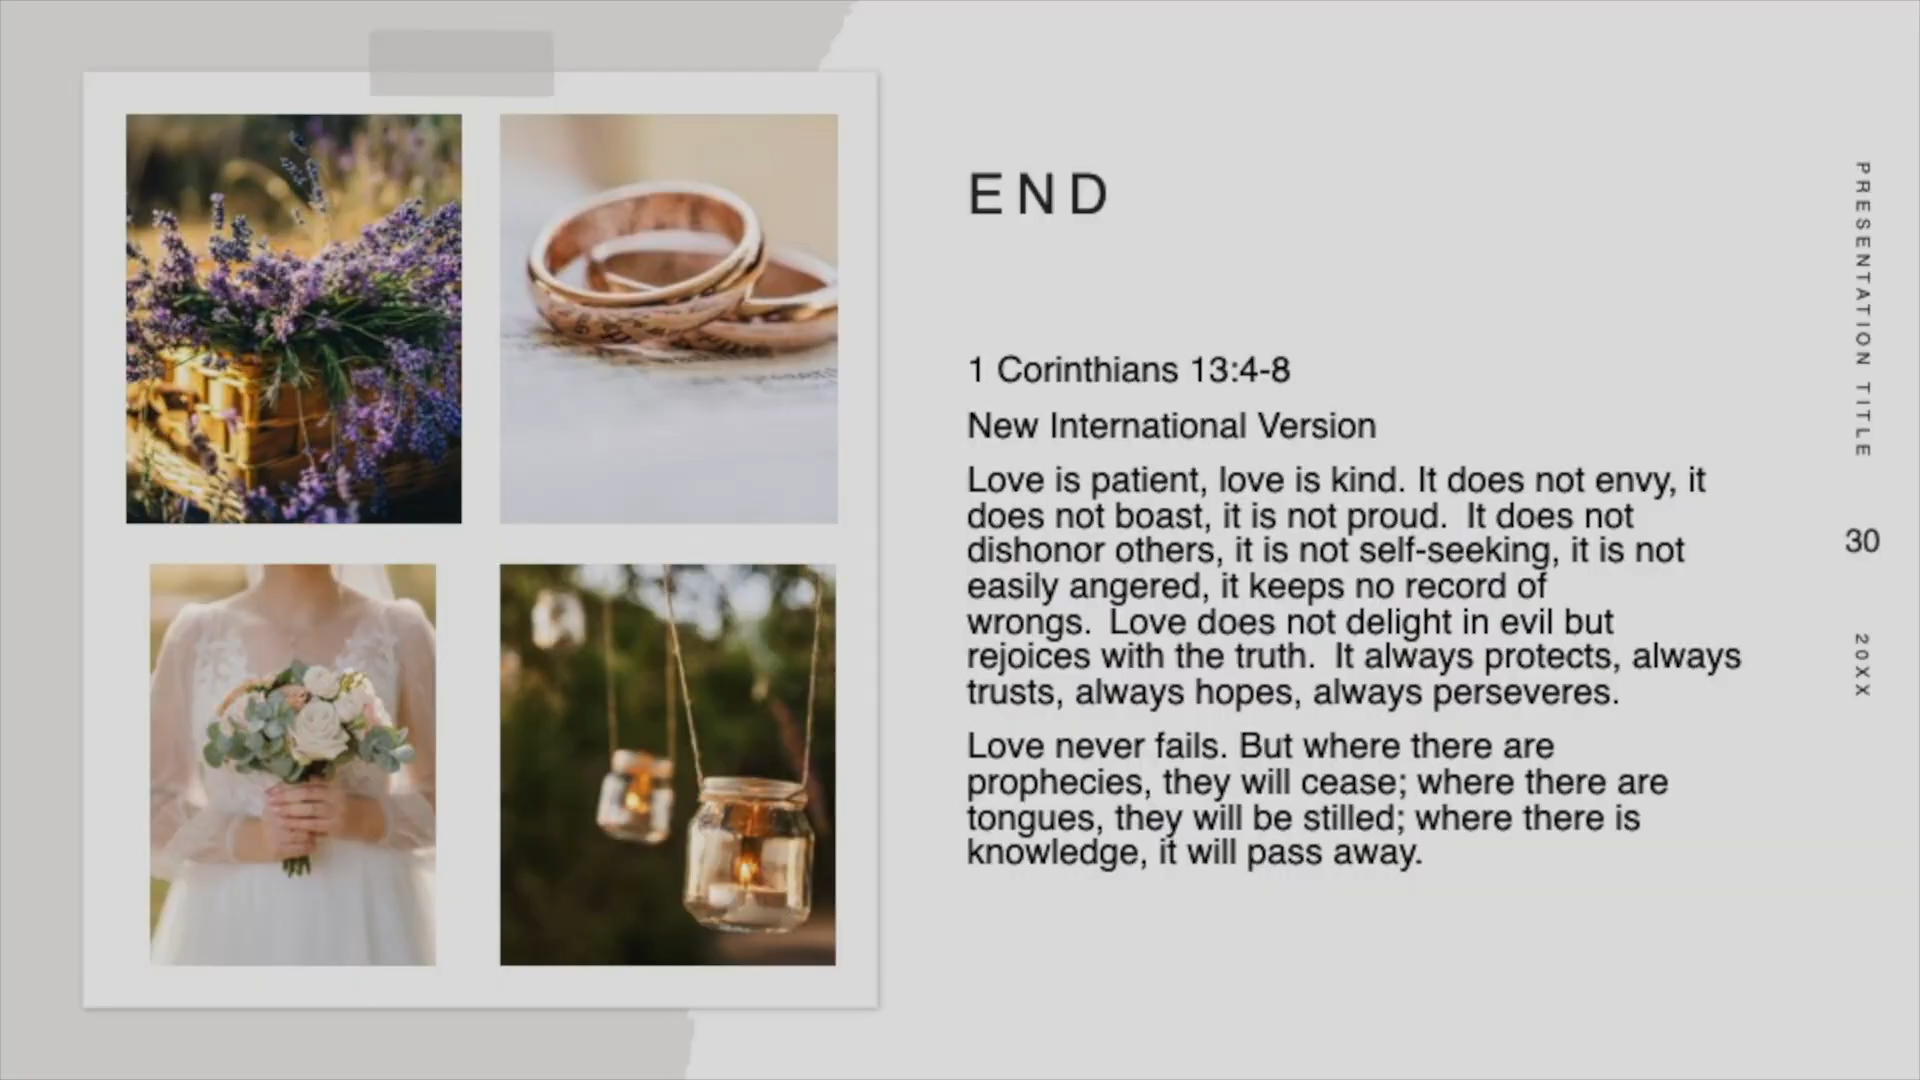 END
1 Corinthians 13:4-8
New International Version
Love is patient, love is kind. It does not envy, it
does not boast, it is not proud.  It does not
dishonor others, it is not self-seeking, it is not
easily angered, it keeps no record of
wrongs.  Love does not delight in evil but
rejoices with the truth.  It always protects, always
trusts, always hopes, always perseveres.
Love never fails. But where there are
prophecies, they will cease; where there are
tongues, they will be stilled; where there is
knowledge, it will pass away.
PRESENTATION TITLE
30
20XX